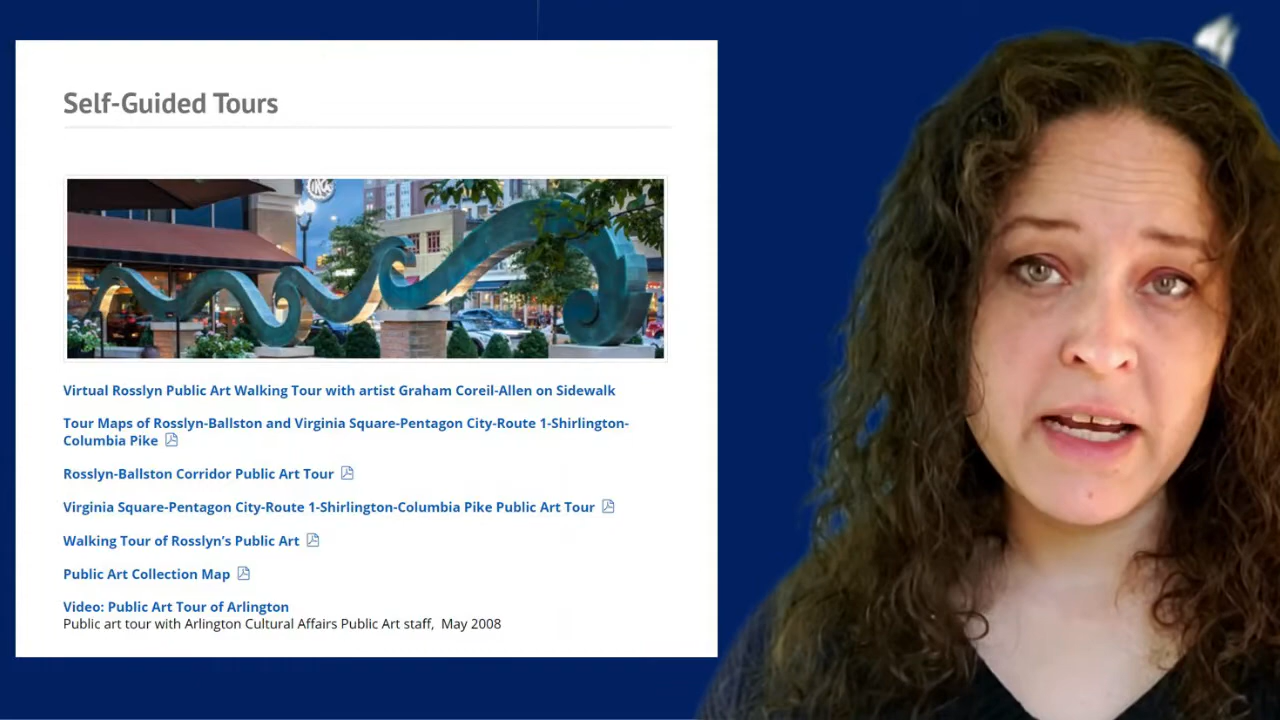 Self-Guided Tours
Virtual Rosslyn Public Art Walking Tour with artist Graham Coreil-Allen on Sidewalk
Tour Maps of Rosslyn-Ballston and Virginia Square-Pentagon City-Route 1-Shirlington-
Columbia Pike
Rosslyn-Ballston Corridor Public Art Tour
Virginia Square-Pentagon City-Route 1-Shirlington-Columbia Pike Public Art Tour
Walking Tour of Rosslyn’s Public Art
Public Art Collection Map
Video: Public Art Tour of Arlington
Public art tour with Arlington Cultural Affairs Public Art staff,  May 2008